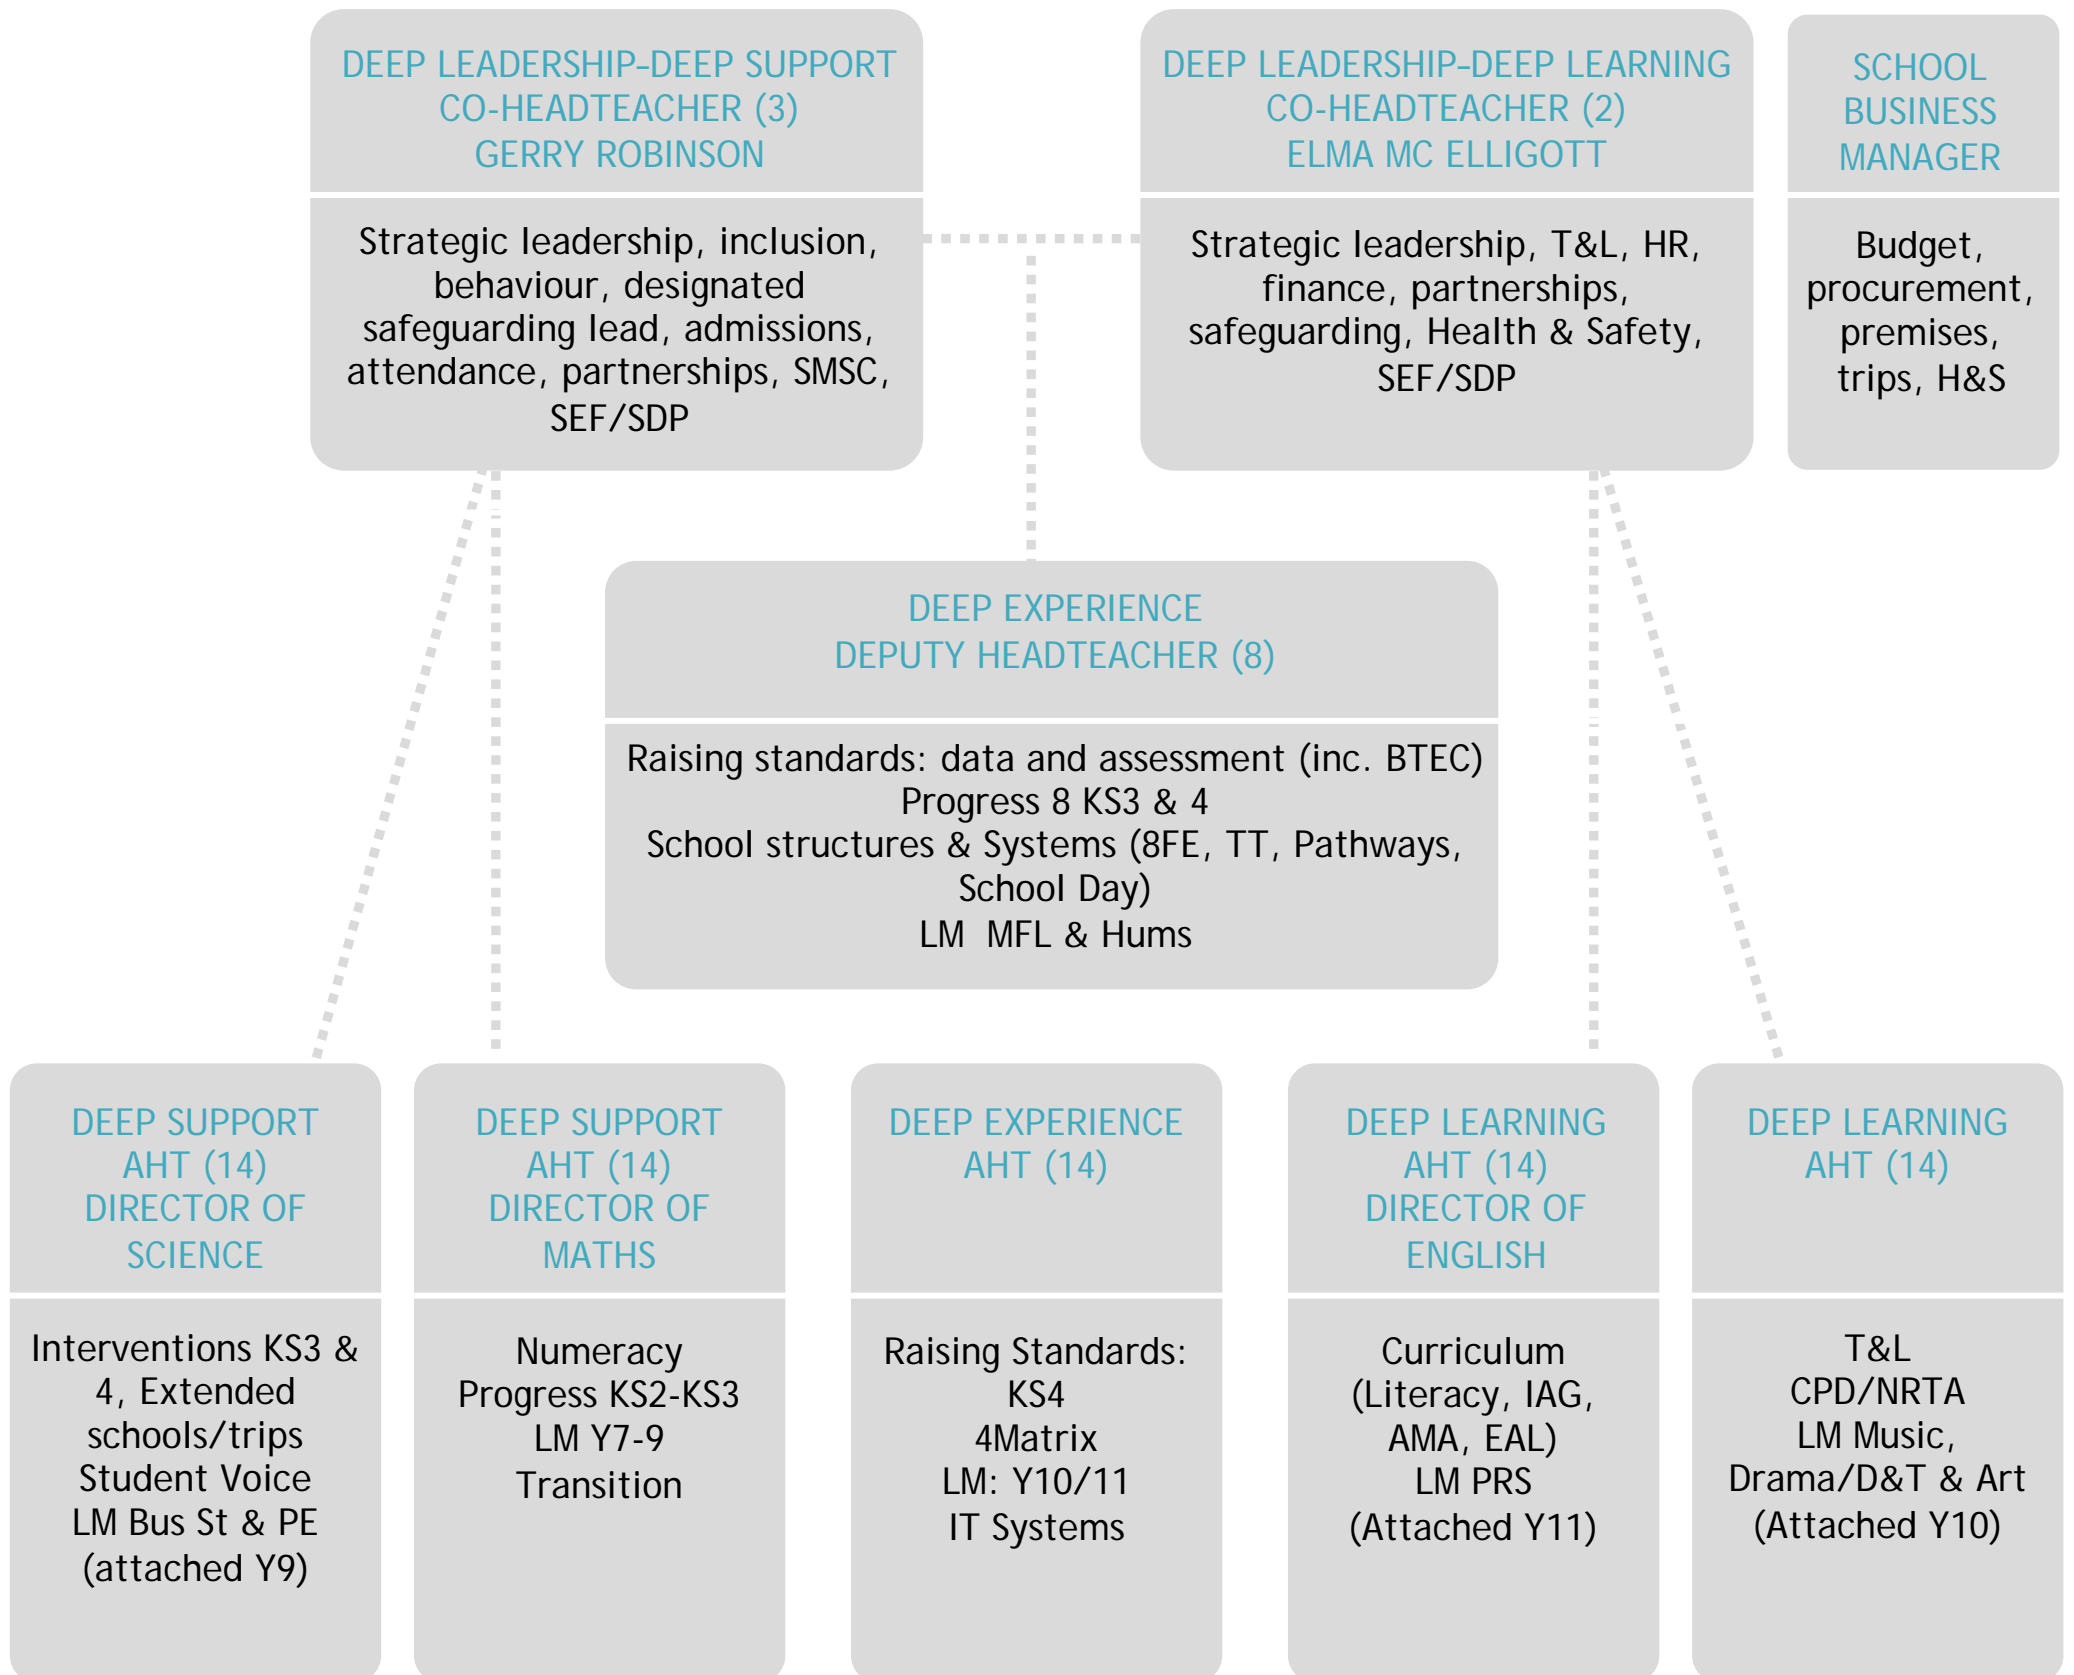 DEEP LEADERSHIP-DEEP SUPPORT
CO-HEADTEACHER (3)
GERRY ROBINSON
Strategic leadership, inclusion,
behaviour, designated
safeguarding lead, admissions,
attendance, partnerships, SMSC,
SEF/SDP
DEEP LEADERSHIP-DEEP LEARNING
CO-HEADTEACHER (2)
ELMA MC ELLIGOTT
Strategic leadership, T&L, HR,
finance, partnerships,
safeguarding, Health & Safety,
SEF/SDP
SCHOOL
BUSINESS
MANAGER
Budget,
procurement,
premises,
trips, H&S
DEEP EXPERIENCE
DEPUTY HEADTEACHER (8)
Raising standards: data and assessment (inc. BTEC)
Progress 8 KS3 & 4
School structures & Systems (8FE, TT, Pathways,
School Day)
LM MFL & Hums
DEEP SUPPORT
AHT (14)
DIRECTOR OF
SCIENCE
Interventions KS3 &
4, Extended
schools/trips
Student Voice
LM Bus St & PE
(attached Y9)
DEEP SUPPORT
AHT (14)
DIRECTOR OF
MATHS
Numeracy
Progress KS2-KS3
LM Y7-9
Transition
DEEP EXPERIENCE
AHT (14)
Raising Standards:
KS4
4Matrix
LM: Y10/11
IT Systems
DEEP LEARNING
AHT (14)
DIRECTOR OF
ENGLISH
Curriculum
(Literacy, IAG,
AMA, EAL)
LM PRS
(Attached Y11)
DEEP LEARNING
AHT (14)
T&L
CPD/NRTA
LM Music,
Drama/D&T & Art
(Attached Y10)